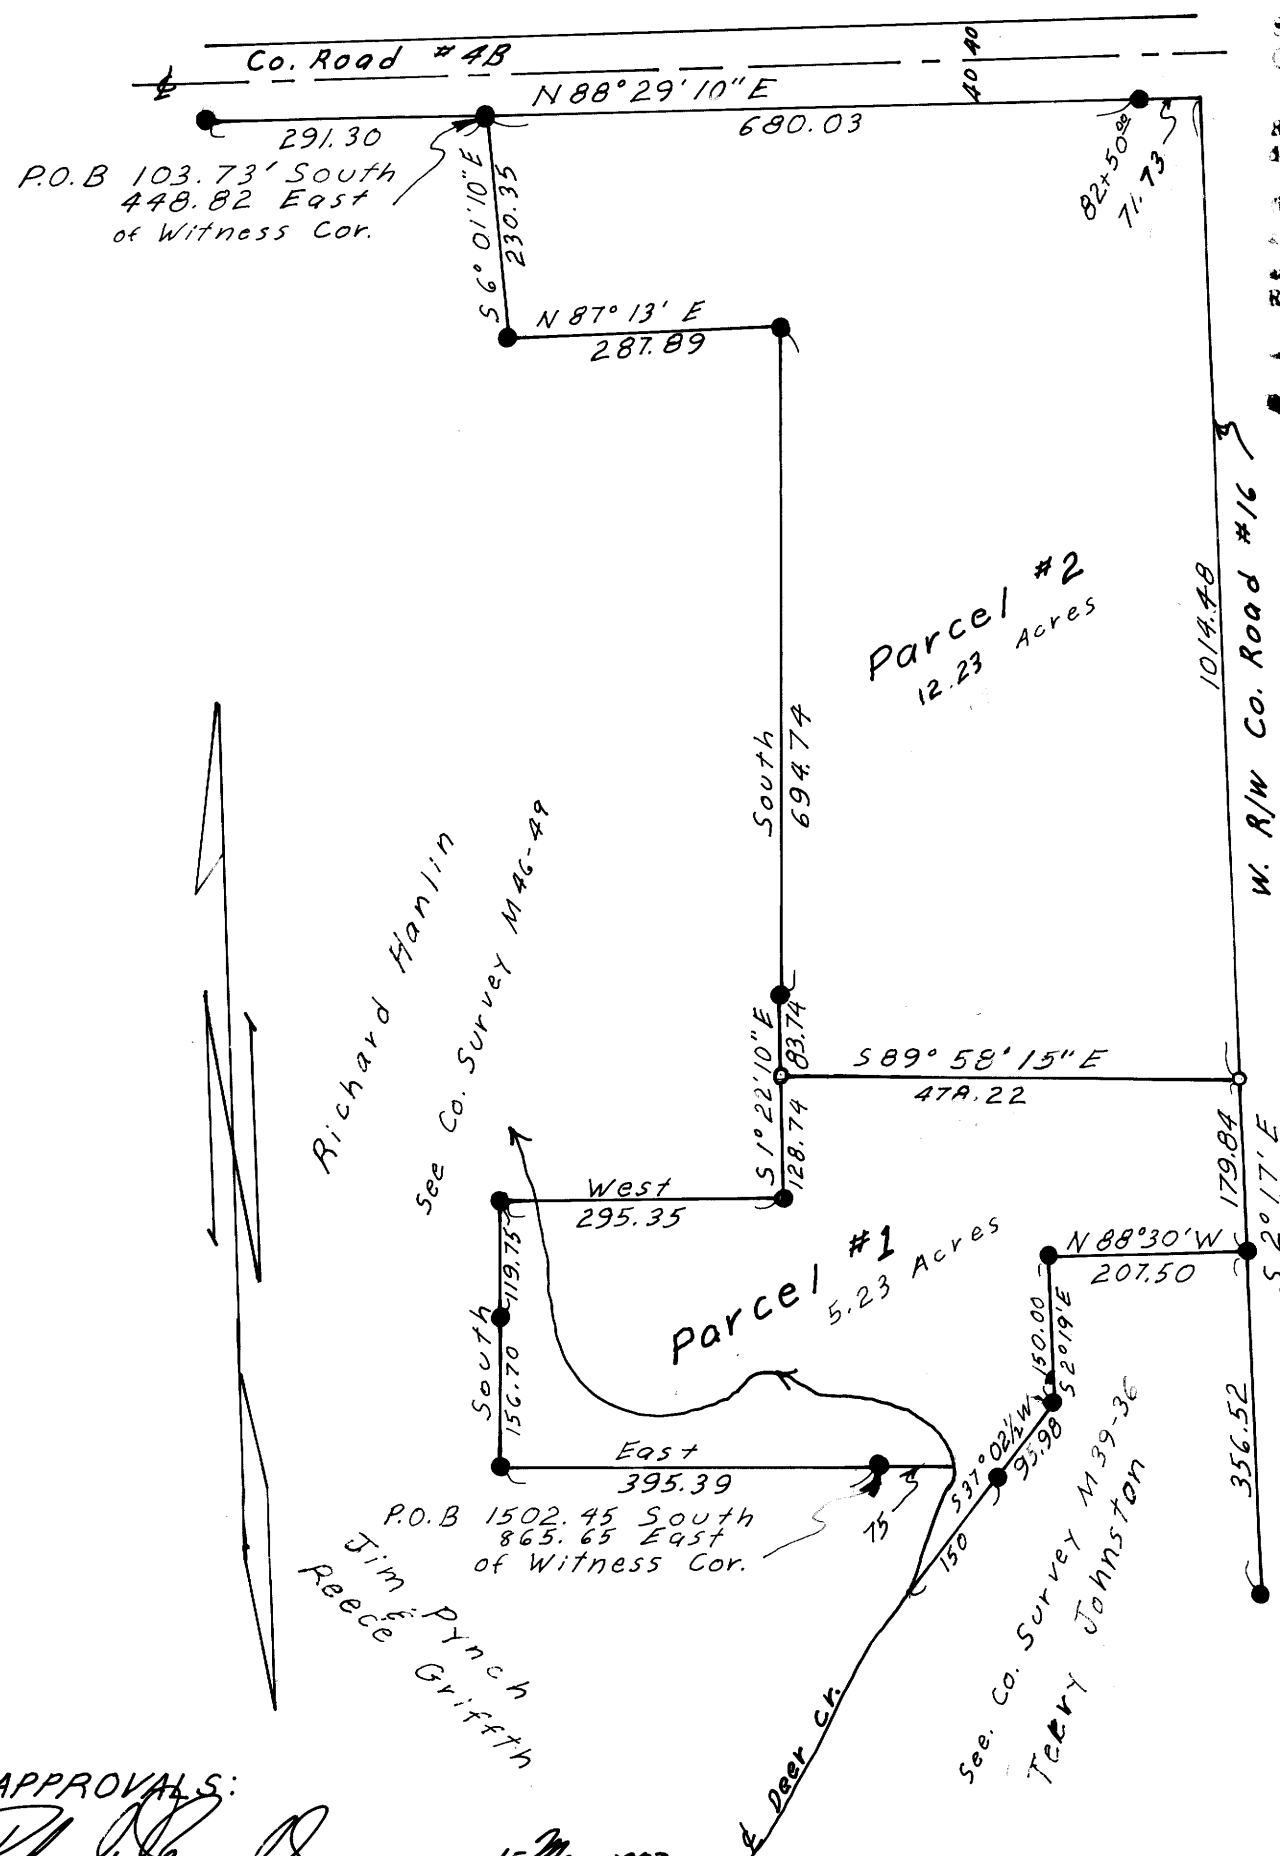 Co. Road #4B
40 40
℄
N 88° 29' 10" E
291.30
680.03
82+50.00
71.73
P.O.B 103.73' South
448.82 East
of Witness Cor.
S 6° 01' 10" E
230.35
N 87° 13' E
287.89
W. R/W Co. Road #16
1014.48
Parcel #2
12.23 Acres
South
694.74
Richard Hanlin
See Co. Survey M46-49
N
S 1° 22' 10" E
83.74
S 89° 58' 15" E
474.22
128.74
179.84
S 2° 17' E
West
295.35
N 88° 30' W
207.50
Parcel #1
5.23 Acres
119.75
South
156.70
150.00
S 2° 19' E
S 37° 02½' W
95.98
356.52
East
395.39
75
150
P.O.B 1502.45 South
865.65 East
of Witness Cor.
Jim Pynch
&
Reece Griffth
See. Co. Survey M39-36
Terry Johnston
℄ Deer Cr.
APPROVALS: